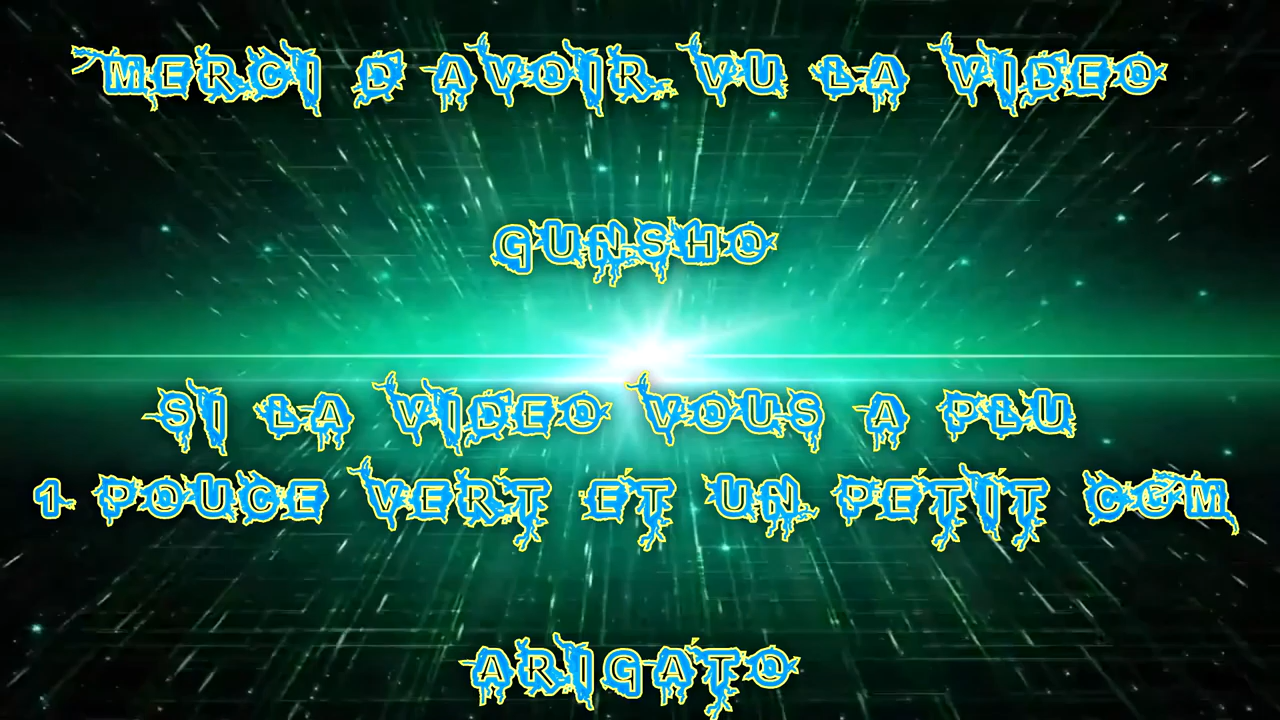 MERCI D AVOIR VU LA VIDEO
GUNSHO
SI LA VIDEO VOUS A PLU
1 POUCE VERT ET UN PETIT COM
ARIGATO